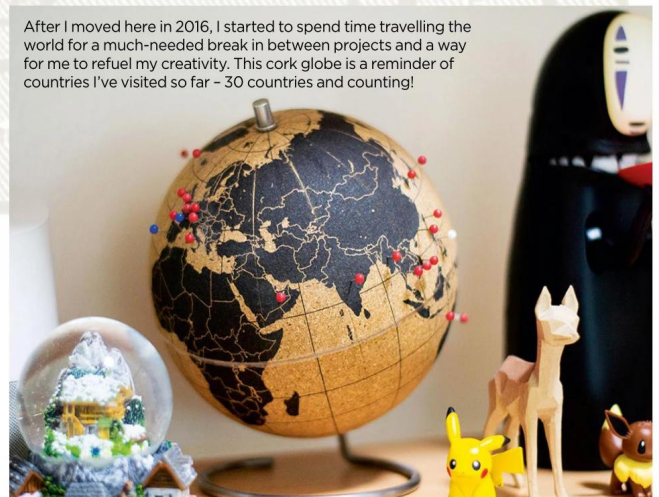 After I moved here in 2016, I started to spend time travelling the
world for a much-needed break in between projects and a way
for me to refuel my creativity. This cork globe is a reminder of
countries I've visited so far – 30 countries and counting!